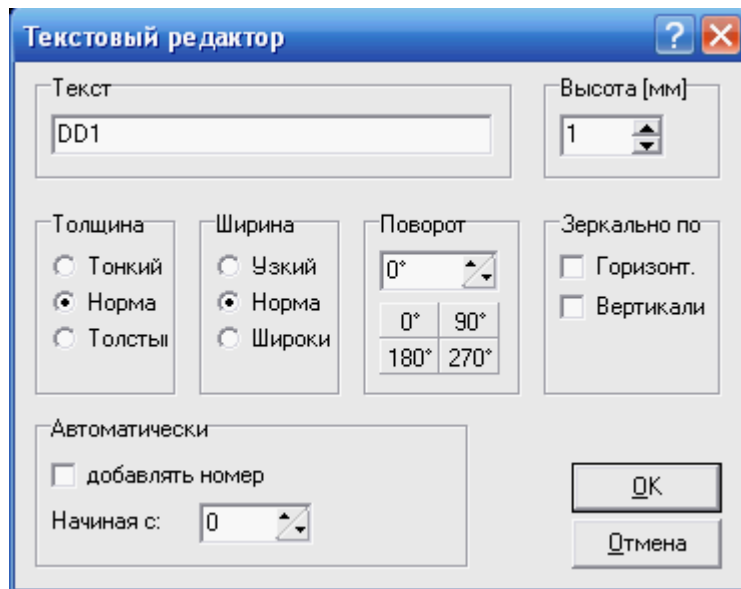 Текстовый редактор
Текст
DD1
Высота [мм]
1
Толщина
Тонкий
Норма
Толсты
Ширина
Узкий
Норма
Широки
Поворот
0°
0° 90°
180° 270°
Зеркально по
Горизонт.
Вертикали
Автоматически
добавлять номер
Начиная с: 0
OK
Отмена